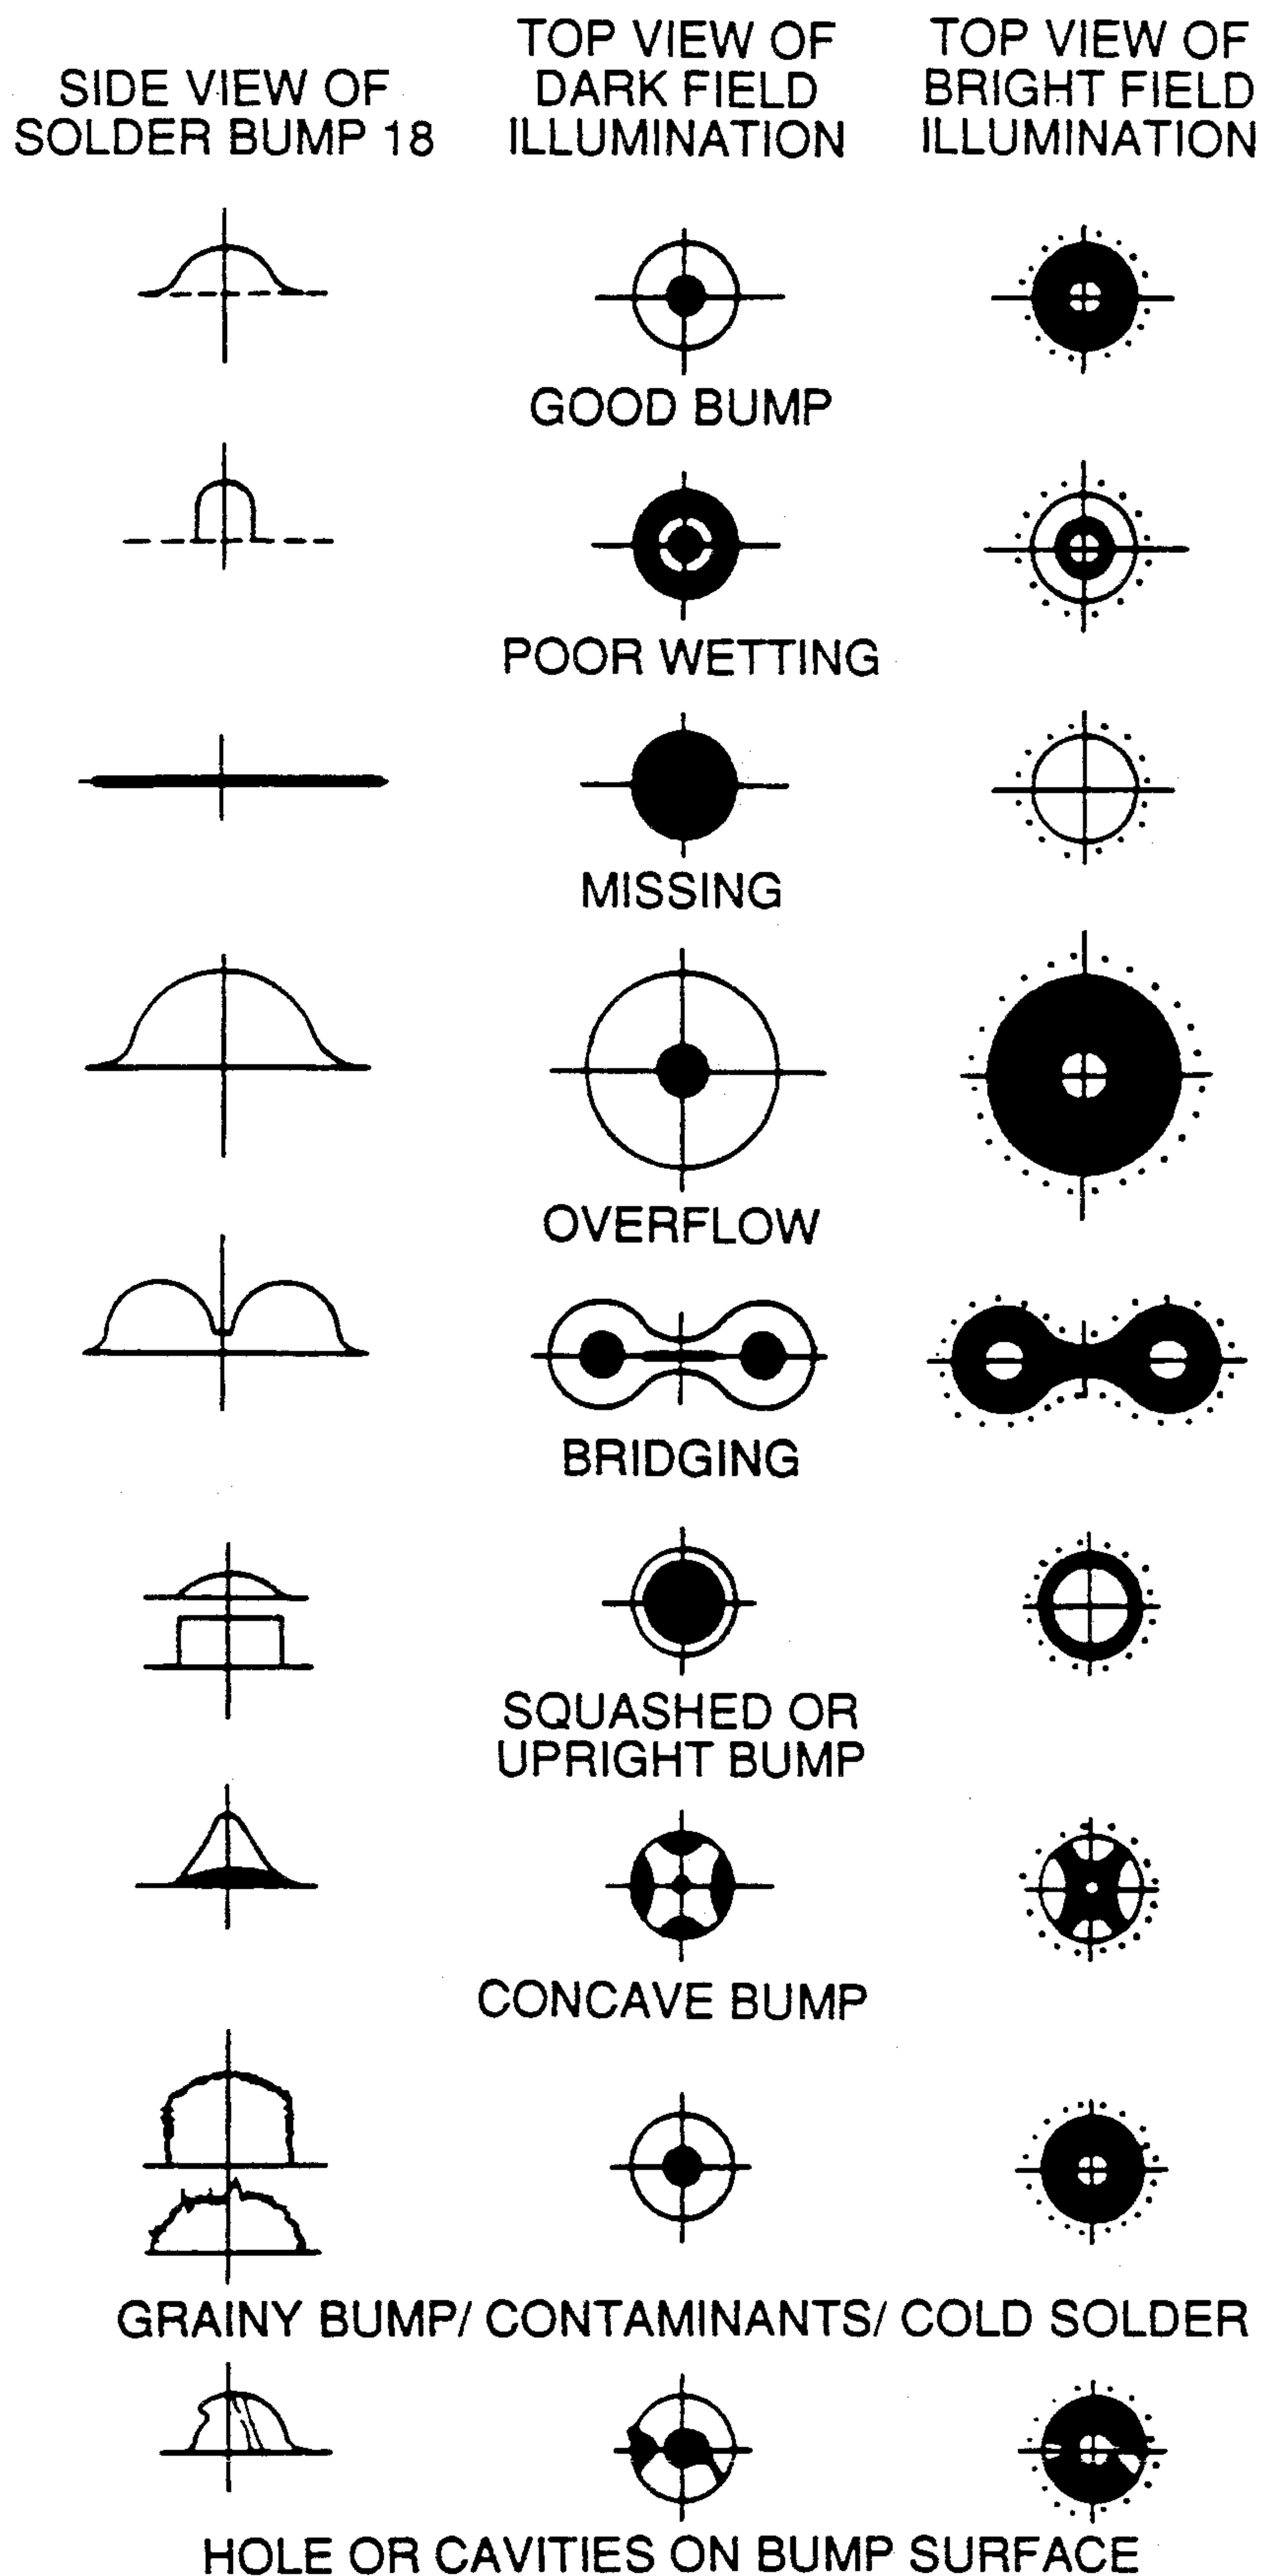 SIDE VIEW OF
SOLDER BUMP 18
TOP VIEW OF
DARK FIELD
ILLUMINATION
TOP VIEW OF
BRIGHT FIELD
ILLUMINATION
GOOD BUMP
POOR WETTING
MISSING
OVERFLOW
BRIDGING
SQUASHED OR
UPRIGHT BUMP
CONCAVE BUMP
GRAINY BUMP/ CONTAMINANTS/ COLD SOLDER
HOLE OR CAVITIES ON BUMP SURFACE